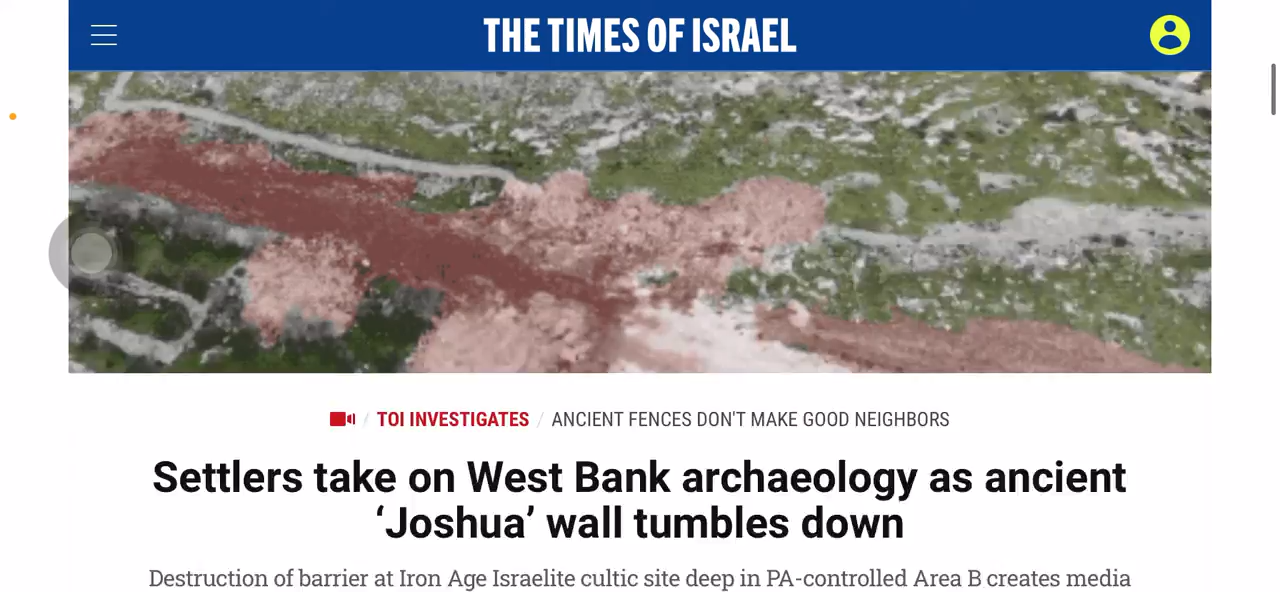 THE TIMES OF ISRAEL
TOI INVESTIGATES / ANCIENT FENCES DON'T MAKE GOOD NEIGHBORS
Settlers take on West Bank archaeology as ancient
‘Joshua’ wall tumbles down
Destruction of barrier at Iron Age Israelite cultic site deep in PA-controlled Area B creates media